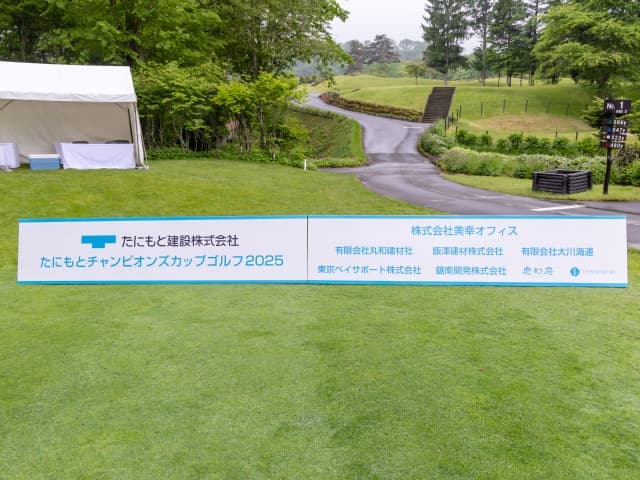 たにもと建設株式会社
たにもとチャンピオンズカップゴルフ2025
株式会社美幸オフィス
有限会社丸和建材社 飯澤建材株式会社 有限会社大川海運
東京ベイサポート株式会社 鋸南開発株式会社
No. 1